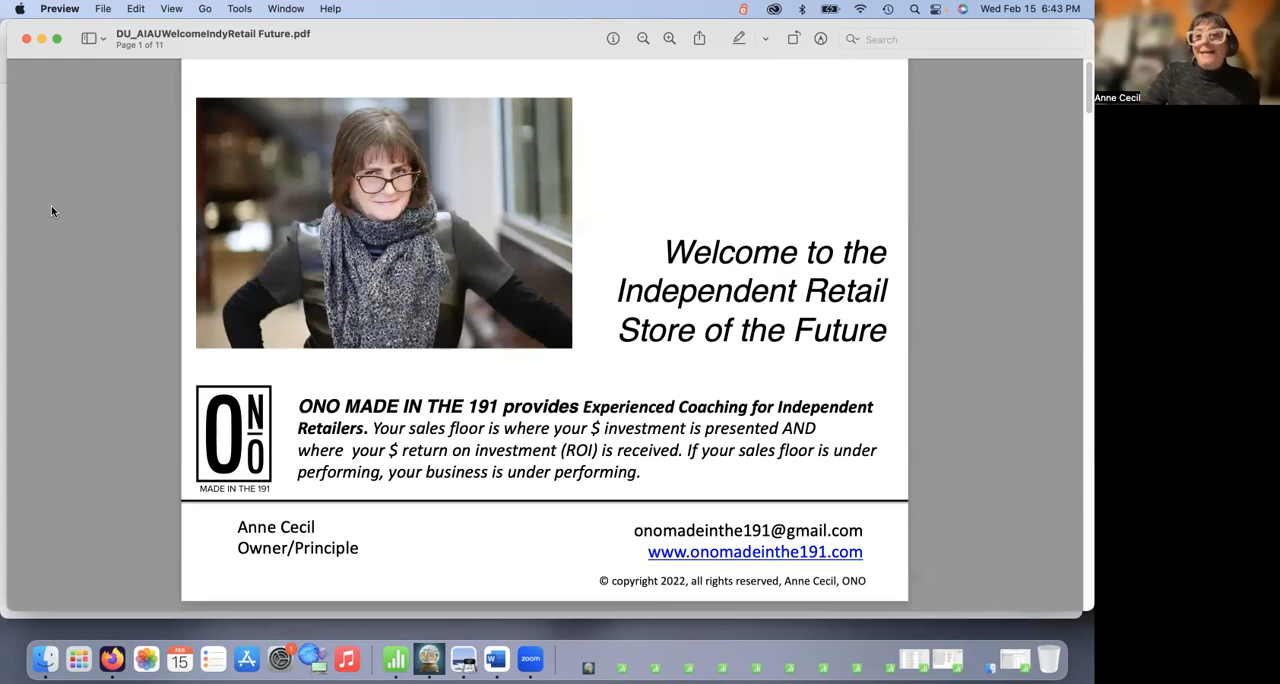 Preview File Edit View Go Tools Window Help Wed Feb 15 6:43 PM
DU_AIAUWelcomeIndyRetail Future.pdf
Page 1 of 11
Search
Anne Cecil
Welcome to the
Independent Retail
Store of the Future
ONO
MADE IN THE 191
ONO MADE IN THE 191 provides Experienced Coaching for Independent
Retailers. Your sales floor is where your $ investment is presented AND
where your $ return on investment (ROI) is received. If your sales floor is under
performing, your business is under performing.
Anne Cecil
Owner/Principle
onomadeinthe191@gmail.com
www.onomadeinthe191.com
© copyright 2022, all rights reserved, Anne Cecil, ONO
FEB
15
1
W
zoom